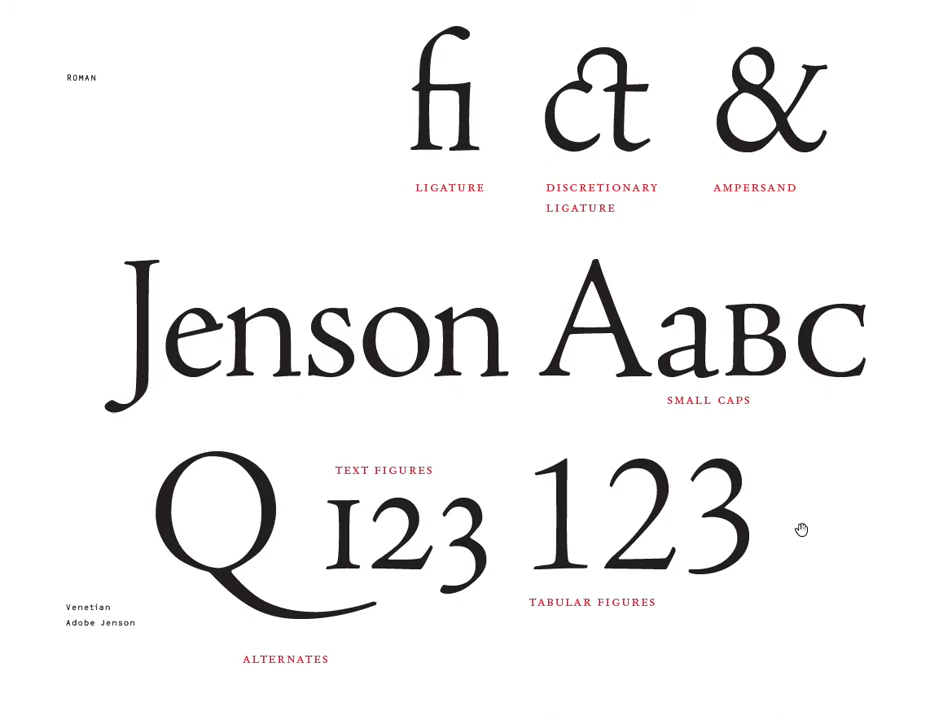 ROMAN
fi ct &
LIGATURE
DISCRETIONARY
LIGATURE
AMPERSAND
Jenson AaBC
SMALL CAPS
TEXT FIGURES
Q 123 123
TABULAR FIGURES
Venetian
Adobe Jenson
ALTERNATES